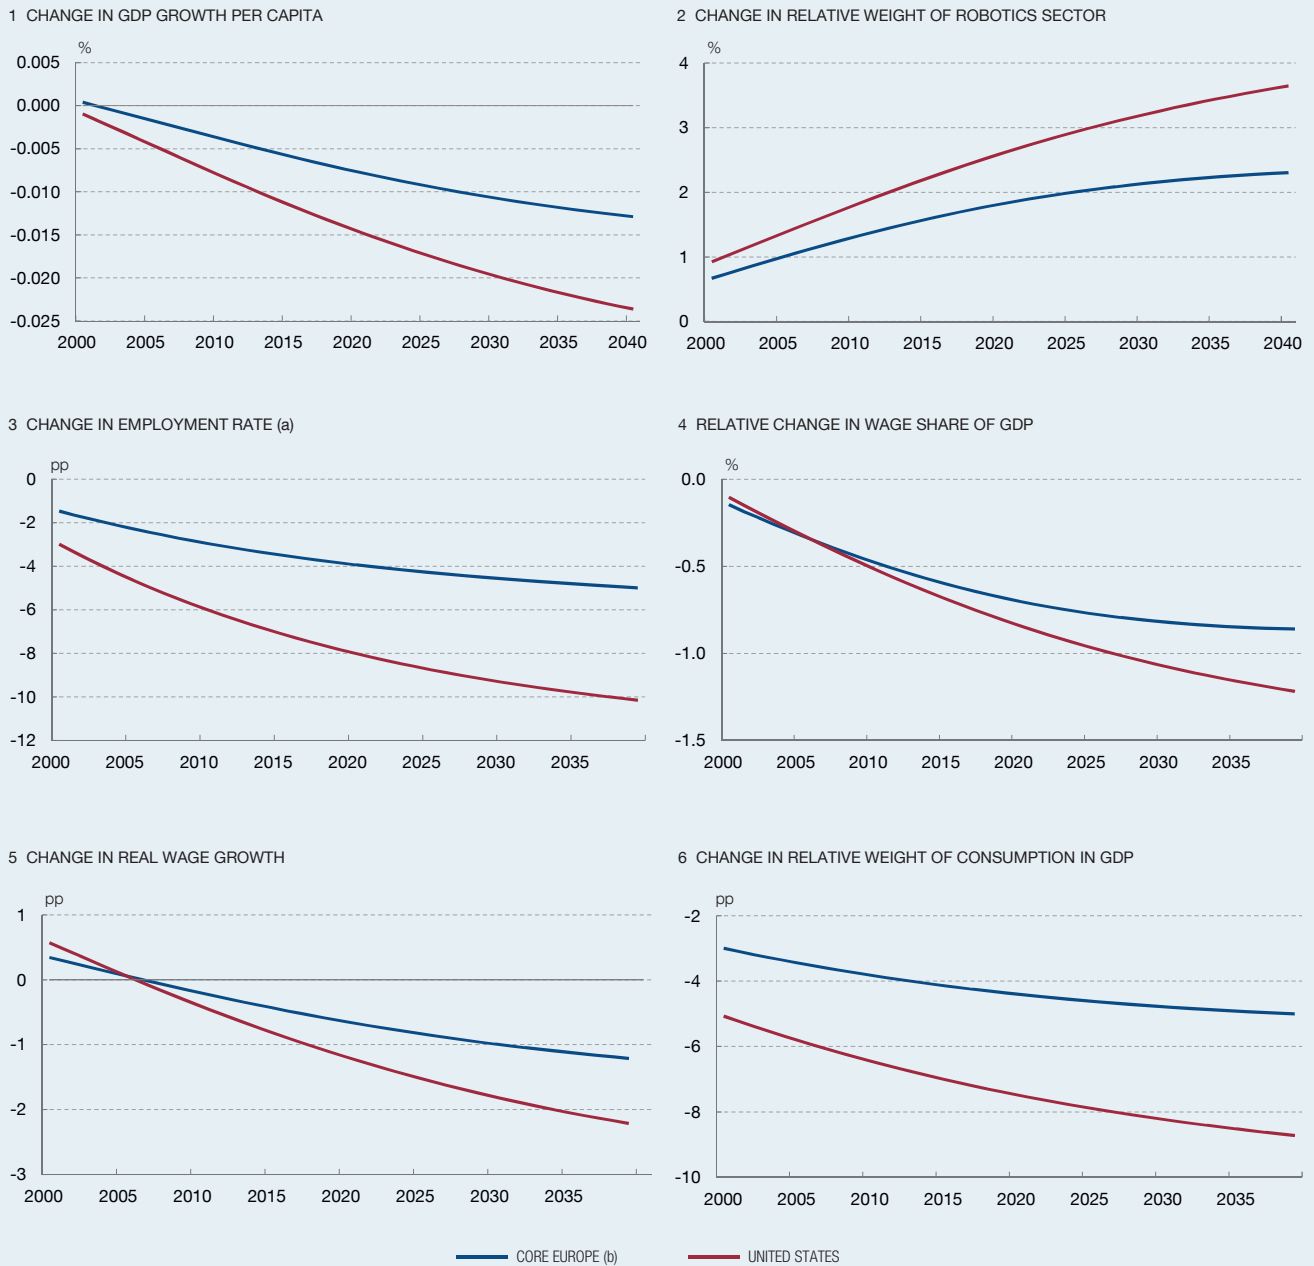 1 CHANGE IN GDP GROWTH PER CAPITA
%
0.005
0.000
-0.005
-0.010
-0.015
-0.020
-0.025
2000 2005 2010 2015 2020 2025 2030 2035 2040
2 CHANGE IN RELATIVE WEIGHT OF ROBOTICS SECTOR
%
4
3
2
1
0
2000 2005 2010 2015 2020 2025 2030 2035 2040
3 CHANGE IN EMPLOYMENT RATE (a)
pp
0
-2
-4
-6
-8
-10
-12
2000 2005 2010 2015 2020 2025 2030 2035
4 RELATIVE CHANGE IN WAGE SHARE OF GDP
%
0.0
-0.5
-1.0
-1.5
2000 2005 2010 2015 2020 2025 2030 2035
5 CHANGE IN REAL WAGE GROWTH
pp
1
0
-1
-2
-3
2000 2005 2010 2015 2020 2025 2030 2035
6 CHANGE IN RELATIVE WEIGHT OF CONSUMPTION IN GDP
pp
-2
-4
-6
-8
-10
2000 2005 2010 2015 2020 2025 2030 2035
CORE EUROPE (b) UNITED STATES